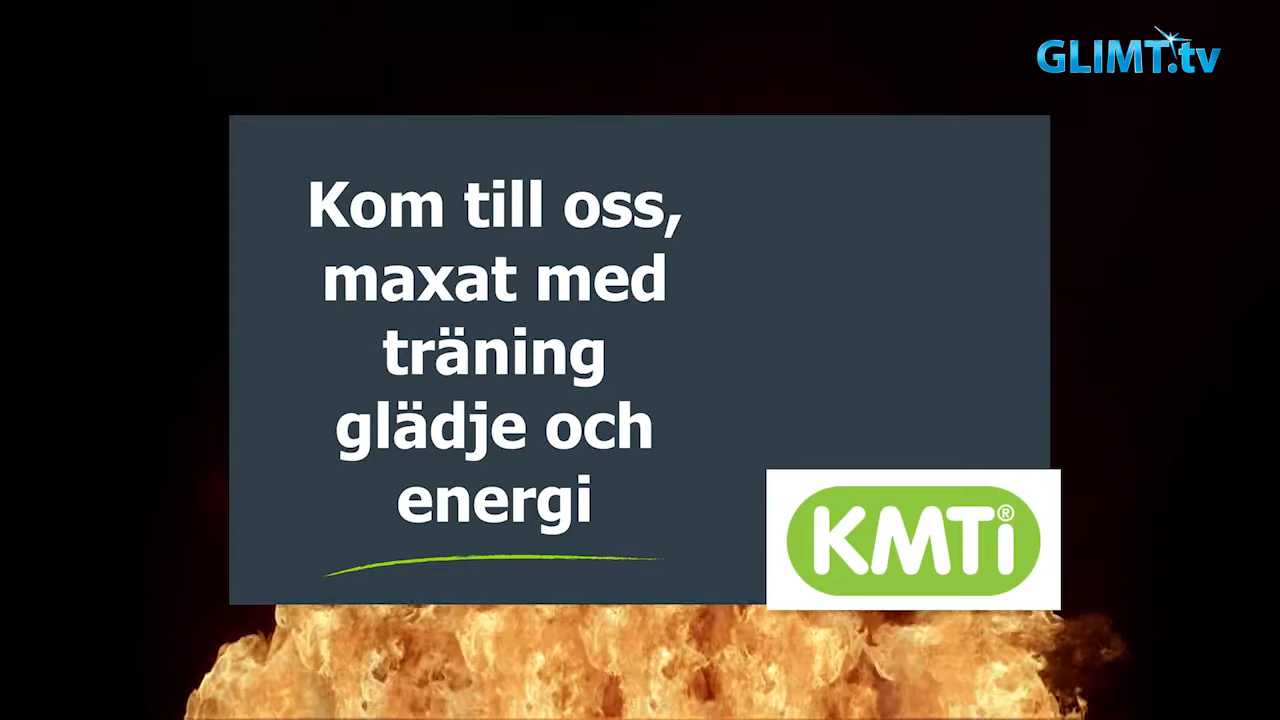 GLIMT.tv
Kom till oss,
maxat med
träning
glädje och
energi
KMTi®